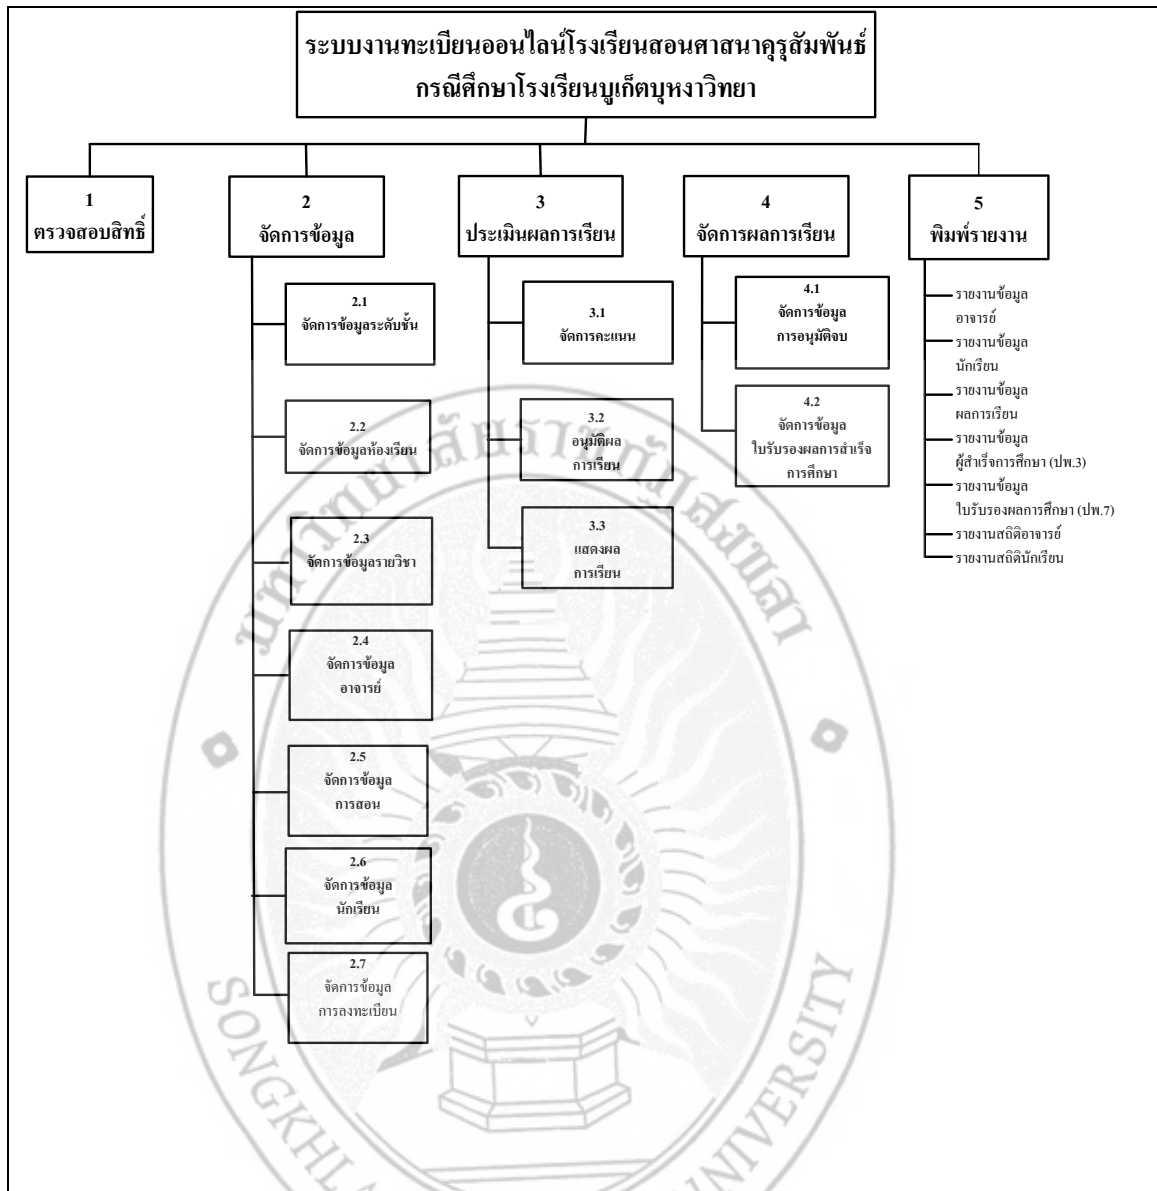 ระบบงานทะเบียนออนไลน์โรงเรียนสอนศาสนาคุรุสัมพันธ์
กรณีศึกษาโรงเรียนบูเก็ตบุหงาวิทยา
1
ตรวจสอบสิทธิ์
2
จัดการข้อมูล
3
ประเมินผลการเรียน
4
จัดการผลการเรียน
5
พิมพ์รายงาน
2.1
จัดการข้อมูลระดับชั้น
2.2
จัดการข้อมูลห้องเรียน
2.3
จัดการข้อมูลรายวิชา
2.4
จัดการข้อมูล
อาจารย์
2.5
จัดการข้อมูล
การสอน
2.6
จัดการข้อมูล
นักเรียน
2.7
จัดการข้อมูล
การลงทะเบียน
3.1
จัดการคะแนน
3.2
อนุมัติผล
การเรียน
3.3
แสดงผล
การเรียน
4.1
จัดการข้อมูล
การอนุมัติจบ
4.2
จัดการข้อมูล
ใบรับรองผลการสำเร็จ
การศึกษา
รายงานข้อมูล
อาจารย์
รายงานข้อมูล
นักเรียน
รายงานข้อมูล
ผลการเรียน
รายงานข้อมูล
ผู้สำเร็จการศึกษา (ปพ.3)
รายงานข้อมูล
ใบรับรองผลการศึกษา (ปพ.7)
รายงานสถิติอาจารย์
รายงานสถิตินักเรียน
มหาวิทยาลัยราชภัฏสงขลา
SONGKHLA
UNIVERSITY